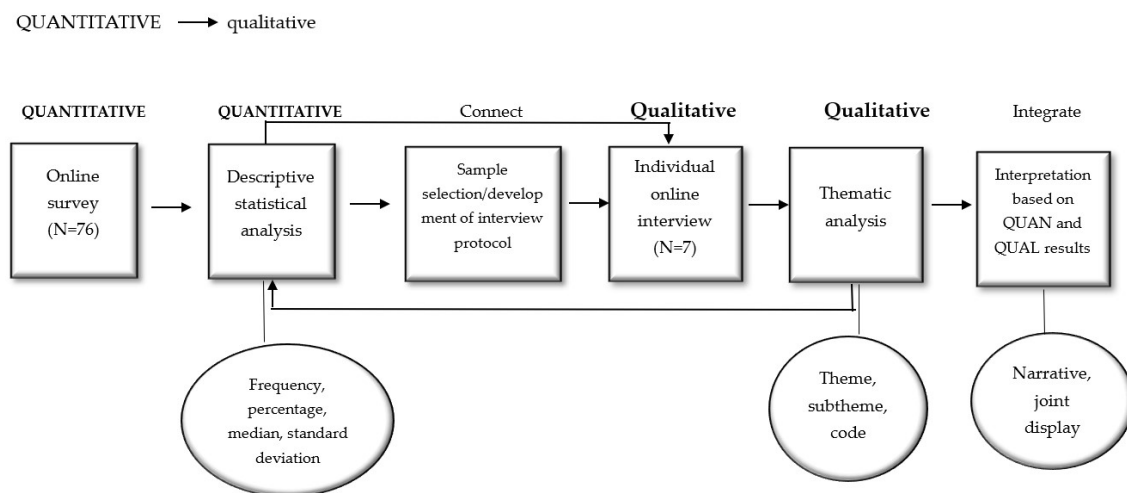 QUANTITATIVE → qualitative
QUANTITATIVE
QUANTITATIVE
Connect
Qualitative
Qualitative
Integrate
Online
survey
(N=76)
Descriptive
statistical
analysis
Sample
selection/develop
ment of interview
protocol
Individual
online
interview
(N=7)
Thematic
analysis
Interpretation
based on
QUAN and
QUAL results
Frequency,
percentage,
median, standard
deviation
Theme,
subtheme,
code
Narrative,
joint
display